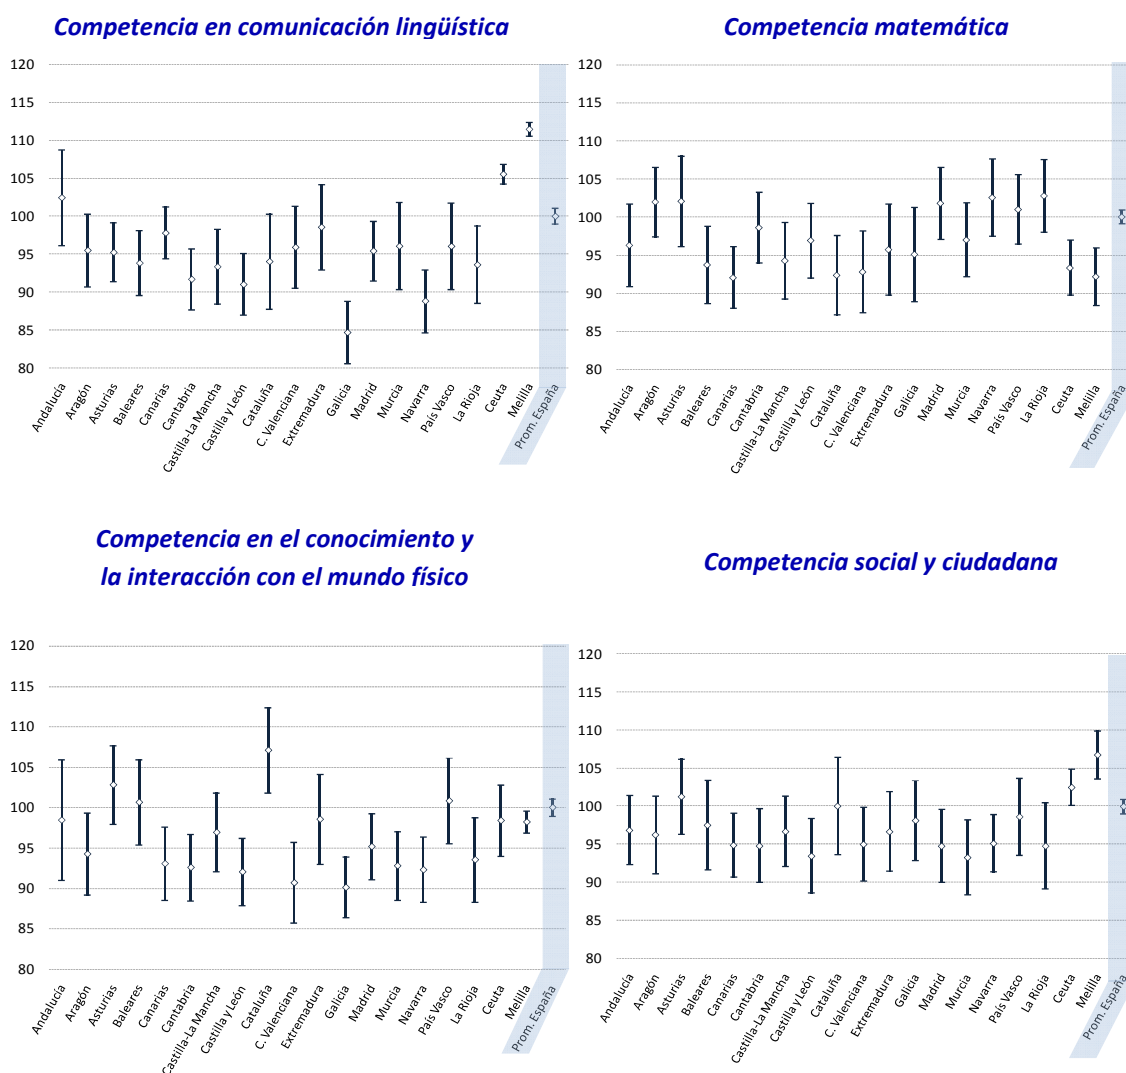 Competencia en comunicación lingüística
120
115
110
105
100
95
90
85
80
Andalucía
Aragón
Asturias
Baleares
Canarias
Cantabria
Castilla-La Mancha
Castilla y León
Cataluña
C. Valenciana
Extremadura
Galicia
Madrid
Murcia
Navarra
País Vasco
La Rioja
Ceuta
Melilla
Prom. España
Competencia matemática
120
115
110
105
100
95
90
85
80
Andalucía
Aragón
Asturias
Baleares
Canarias
Cantabria
Castilla-La Mancha
Castilla y León
Cataluña
C. Valenciana
Extremadura
Galicia
Madrid
Murcia
Navarra
País Vasco
La Rioja
Ceuta
Melilla
Prom. España
Competencia en el conocimiento y
la interacción con el mundo físico
120
115
110
105
100
95
90
85
80
Andalucía
Aragón
Asturias
Baleares
Canarias
Cantabria
Castilla-La Mancha
Castilla y León
Cataluña
C. Valenciana
Extremadura
Galicia
Madrid
Murcia
Navarra
País Vasco
La Rioja
Ceuta
Melilla
Prom. España
Competencia social y ciudadana
120
115
110
105
100
95
90
85
80
Andalucía
Aragón
Asturias
Baleares
Canarias
Cantabria
Castilla-La Mancha
Castilla y León
Cataluña
C. Valenciana
Extremadura
Galicia
Madrid
Murcia
Navarra
País Vasco
La Rioja
Ceuta
Melilla
Prom. España